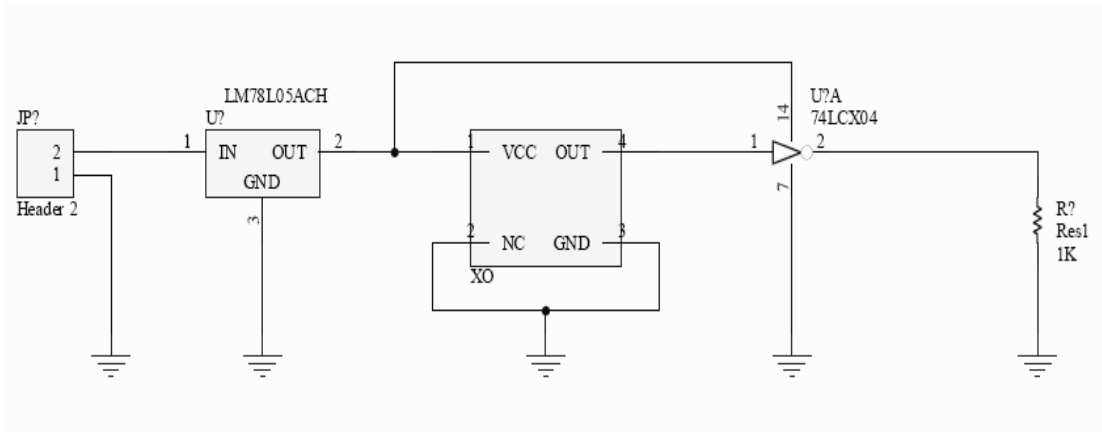 LM78L05ACH
U?A
JP?
U?
14
74LCX04
2
1
IN
OUT
2
1
VCC
OUT
4
1
2
1
GND
Header 2
3
7
R?
Res1
1K
2
NC
GND
3
XO